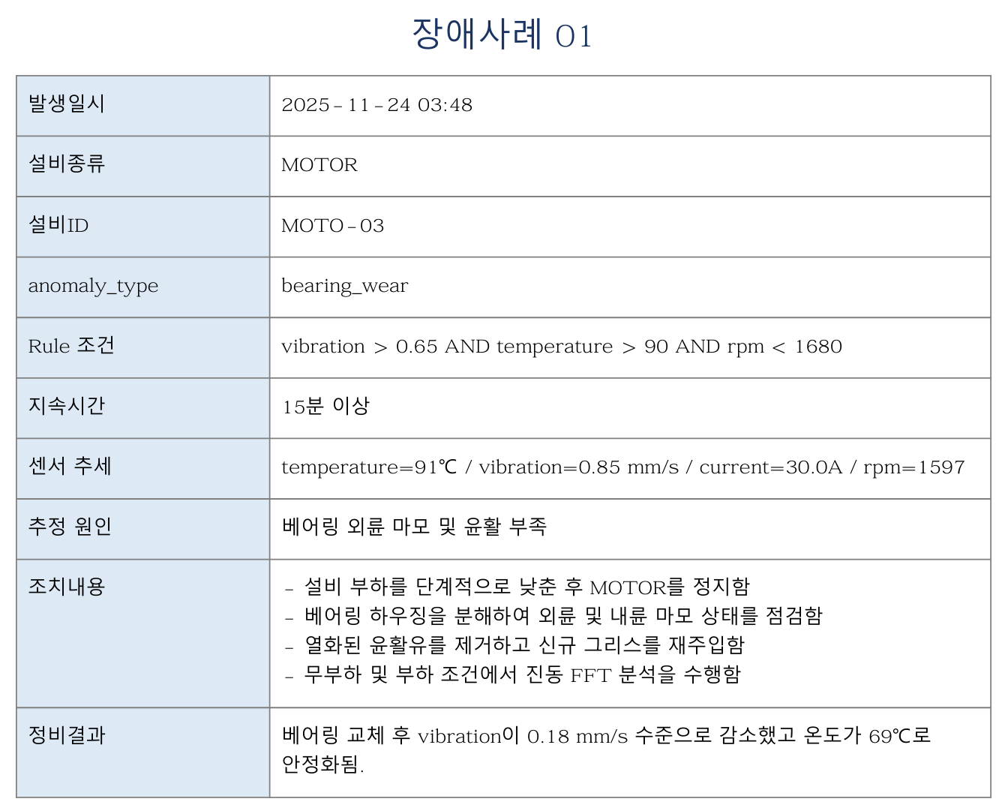 장애사례 01
발생일시
2025-11-24 03:48
설비종류
MOTOR
설비ID
MOTO-03
anomaly_type
bearing_wear
Rule 조건
vibration > 0.65 AND temperature > 90 AND rpm < 1680
지속시간
15분 이상
센서 추세
temperature=91℃ / vibration=0.85 mm/s / current=30.0A / rpm=1597
추정 원인
베어링 외륜 마모 및 윤활 부족
조치내용
- 설비 부하를 단계적으로 낮춘 후 MOTOR를 정지함
- 베어링 하우징을 분해하여 외륜 및 내륜 마모 상태를 점검함
- 열화된 윤활유를 제거하고 신규 그리스를 재주입함
- 무부하 및 부하 조건에서 진동 FFT 분석을 수행함
정비결과
베어링 교체 후 vibration이 0.18 mm/s 수준으로 감소했고 온도가 69℃로
안정화됨.